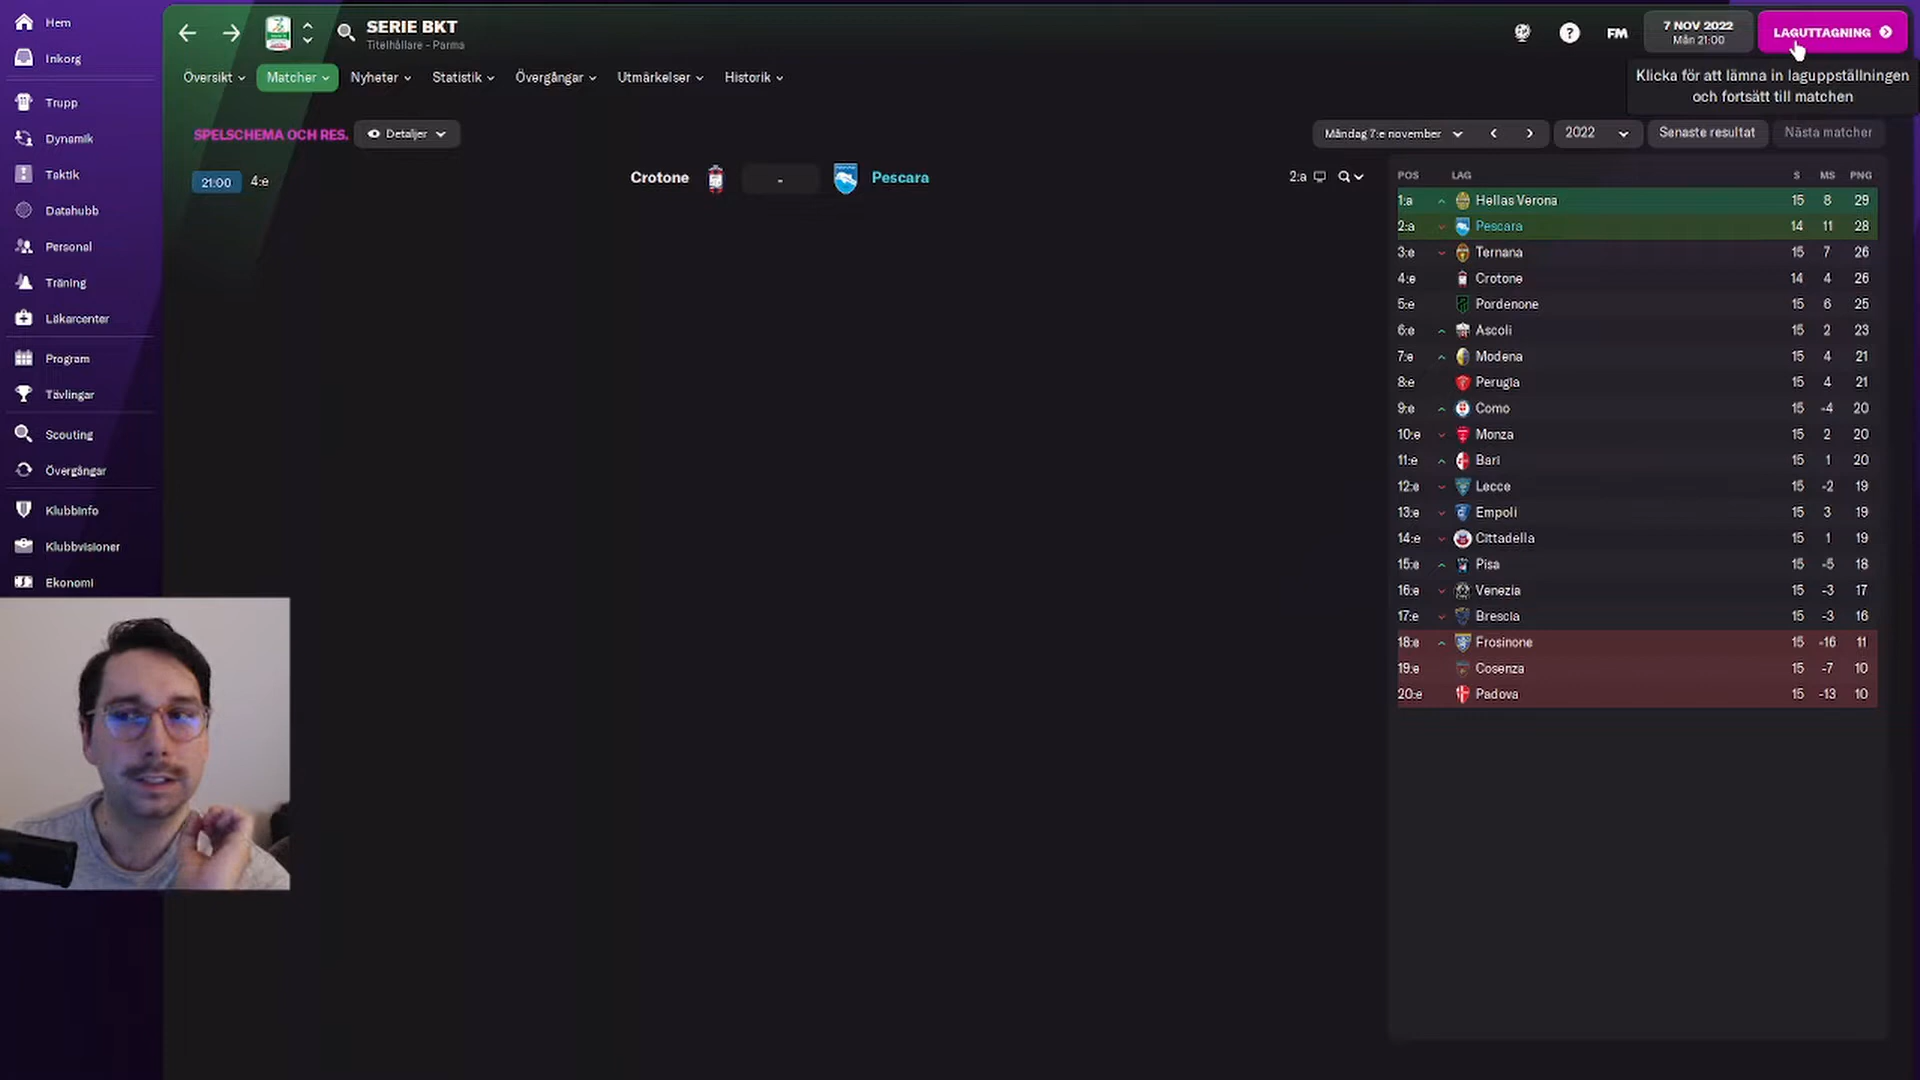 Hem
Inkorg
Trupp
Dynamik
Taktik
Datahubb
Personal
Träning
Läkarcenter
Program
Tävlingar
Scouting
Övergångar
Klubbinfo
Klubbvisioner
Ekonomi
SERIE BKT
Titelhållare - Parma
FM
7 NOV 2022
Mån 21:00
LAGUTTAGNING
Klicka för att lämna in laguppställningen
och fortsätt till matchen
Översikt Matcher Nyheter Statistik Övergångar Utmärkelser Historik
SPELSCHEMA OCH RES. Detaljer
Måndag 7:e november 2022 Senaste resultat Nästa matcher
21:00 4:e Crotone - Pescara 2:a
POS LAG S MS PNG
1:a Hellas Verona 15 8 29
2:a Pescara 14 11 28
3:e Ternana 15 7 26
4:e Crotone 14 4 26
5:e Pordenone 15 6 25
6:e Ascoli 15 2 23
7:e Modena 15 4 21
8:e Perugia 15 4 21
9:e Como 15 -4 20
10:e Monza 15 2 20
11:e Bari 15 1 20
12:e Lecce 15 -2 19
13:e Empoli 15 3 19
14:e Cittadella 15 1 19
15:e Pisa 15 -5 18
16:e Venezia 15 -3 17
17:e Brescia 15 -3 16
18:e Frosinone 15 -16 11
19:e Cosenza 15 -7 10
20:e Padova 15 -13 10